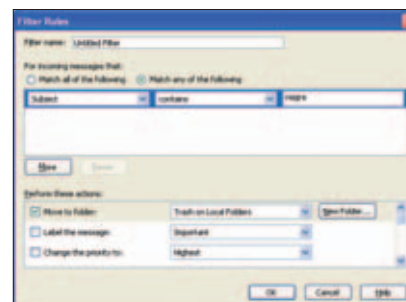 Filter Rules
Filter name: Untitled Filter
For incoming messages that:
Match all of the following Match any of the following
Subject contains viagra
More Fewer
Perform these actions:
Move to folder: Trash on Local Folders New Folder...
Label the message: Important
Change the priority to: Highest
OK Cancel Help